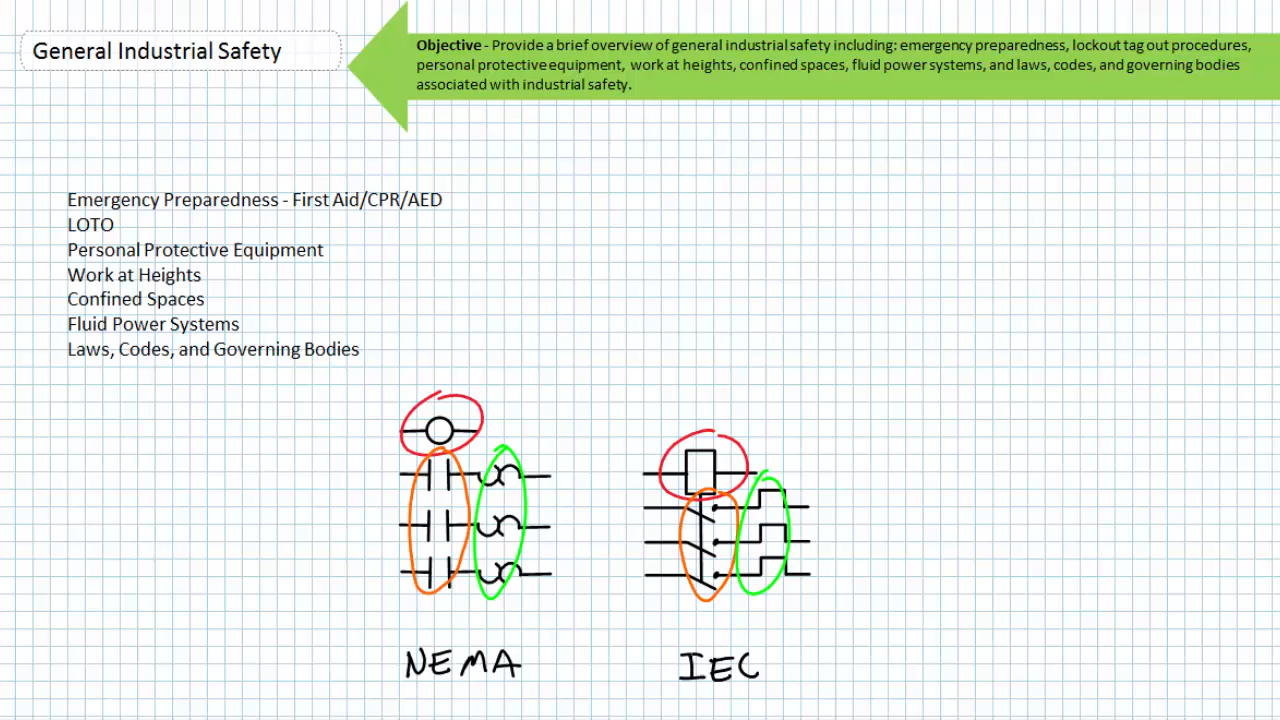 General Industrial Safety
Objective - Provide a brief overview of general industrial safety including: emergency preparedness, lockout tag out procedures,
personal protective equipment, work at heights, confined spaces, fluid power systems, and laws, codes, and governing bodies
associated with industrial safety.
Emergency Preparedness - First Aid/CPR/AED
LOTO
Personal Protective Equipment
Work at Heights
Confined Spaces
Fluid Power Systems
Laws, Codes, and Governing Bodies
NEMA
IEC